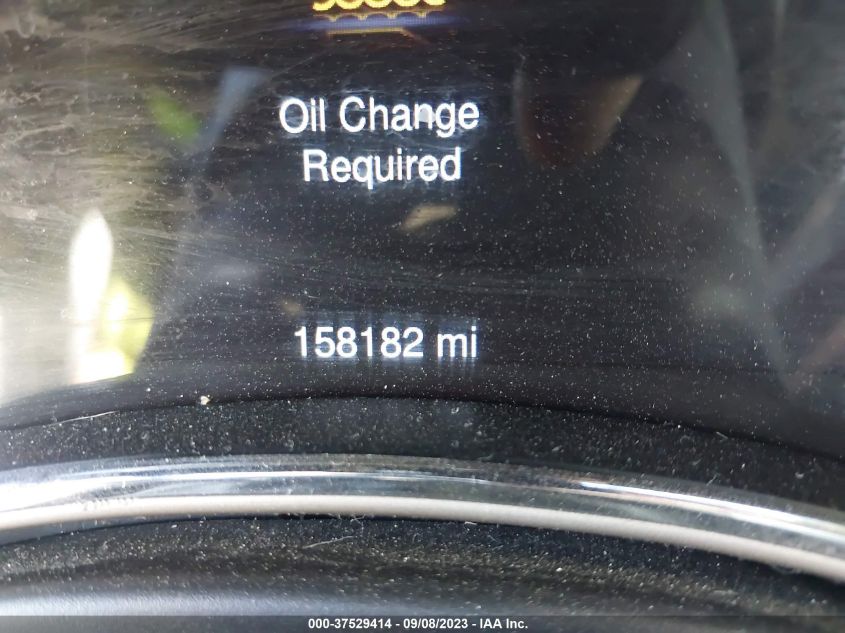 Oil Change
Required
158182 mi
000-37529414 - 09/08/2023 - IAA Inc.